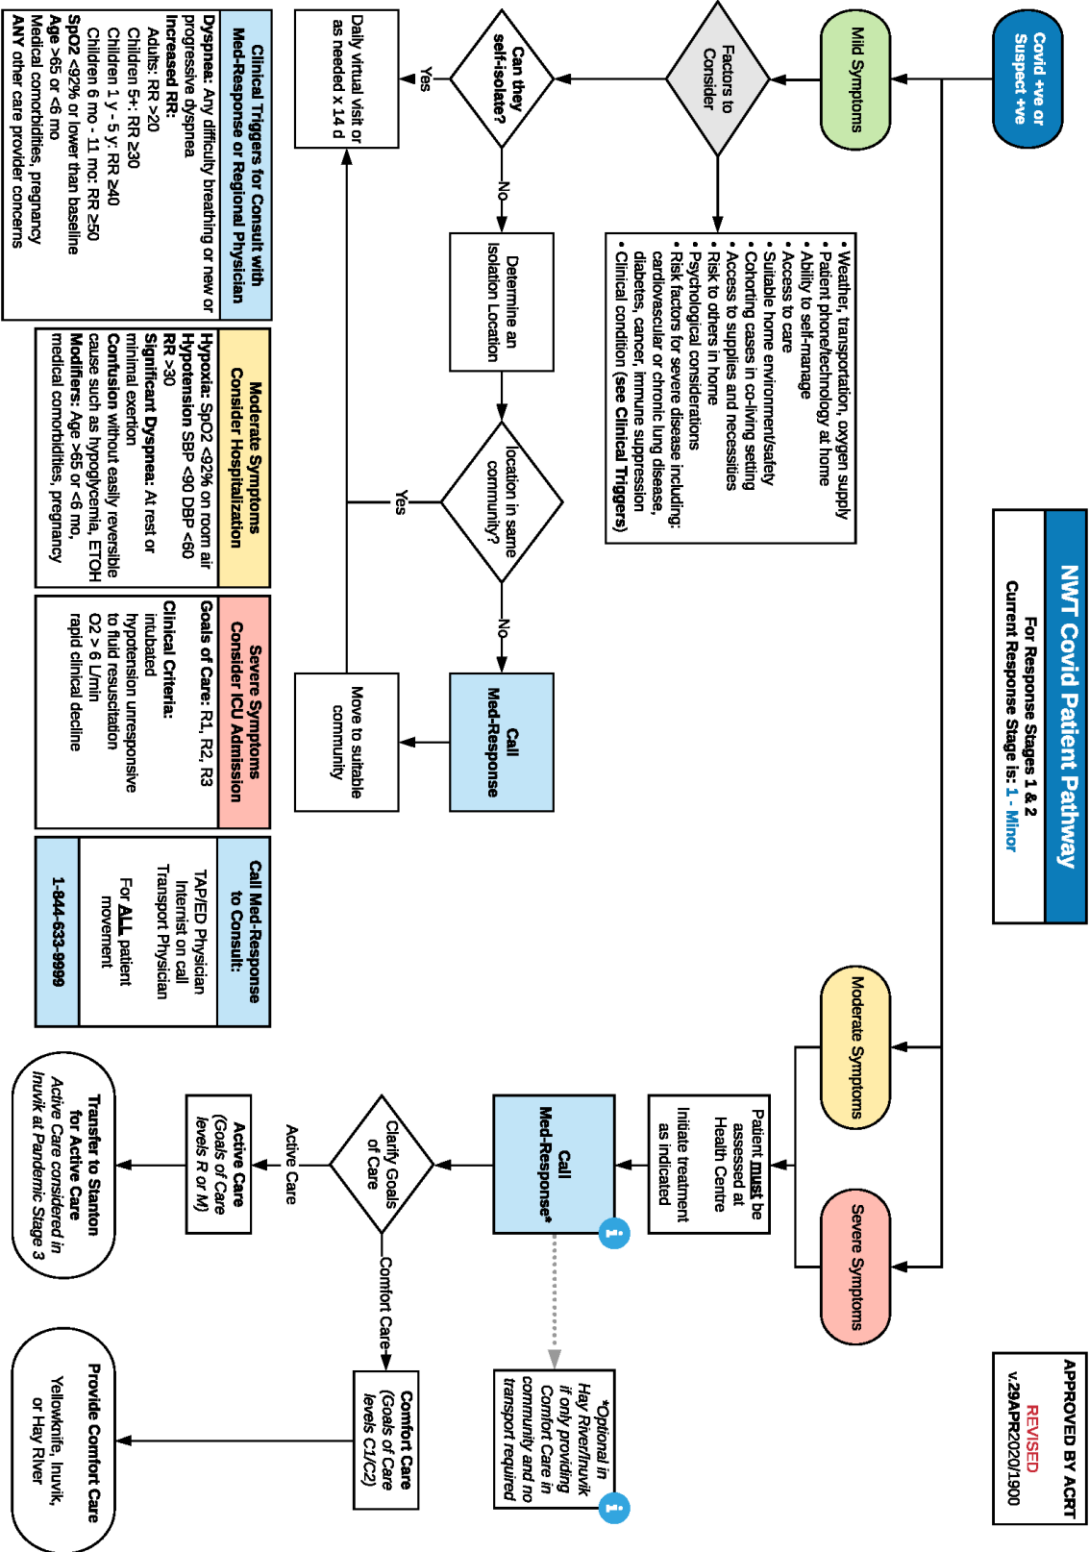 NWT Covid Patient Pathway
For Response Stages 1 & 2
Current Response Stage is: 1 - Minor
APPROVED BY ACRT
REVISED
v.29APR2020/1900
Covid +ve or
Suspect +ve
Mild Symptoms
Moderate Symptoms
Severe Symptoms
Factors to
Consider
• Weather, transportation, oxygen supply
• Patient phone/technology at home
• Ability to self-manage
• Access to care
• Suitable home environment/safety
• Cohorting cases in co-living setting
• Access to supplies and necessities
• Risk to others in home
• Psychological considerations
• Risk factors for severe disease including:
cardiovascular or chronic lung disease,
diabetes, cancer, immune suppression
• Clinical condition (see Clinical Triggers)
Can they
self-isolate?
No
Yes
Determine an
Isolation Location
location in same
community?
No
Yes
Call
Med-Response
Move to suitable
community
Daily virtual visit or
as needed x 14 d
Patient must be
assessed at
Health Centre
Initiate treatment
as indicated
Call
Med-Response*
*Optional in
Hay River/Inuvik
if only providing
Comfort Care in
community and no
transport required
Clarify Goals
of Care
Active Care
Comfort Care
Active Care
(Goals of Care
levels R or M)
Comfort Care
(Goals of Care
levels C1/C2)
Transfer to Stanton
for Active Care
Active Care considered in
Inuvik at Pandemic Stage 3
Provide Comfort Care
Yellowknife, Inuvik,
or Hay River
Clinical Triggers for Consult with
Med-Response or Regional Physician
Dyspnea: Any difficulty breathing or new or
progressive dyspnea
Increased RR:
Adults: RR >20
Children 5+: RR ≥30
Children 1 y - 5 y: RR ≥40
Children 6 mo - 11 mo: RR ≥50
SpO2 <92% or lower than baseline
Age >65 or <6 mo
Medical comorbidities, pregnancy
ANY other care provider concerns
Moderate Symptoms
Consider Hospitalization
Hypoxia: SpO2 <92% on room air
Hypotension SBP <90 DBP <60
RR >30
Significant Dyspnea: At rest or
minimal exertion
Confusion without easily reversible
cause such as hypoglycemia, ETOH
Modifiers: Age >65 or <6 mo,
medical comorbidities, pregnancy
Severe Symptoms
Consider ICU Admission
Goals of Care: R1, R2, R3
Clinical Criteria:
intubated
hypotension unresponsive
to fluid resuscitation
O2 > 6 L/min
rapid clinical decline
Call Med-Response
to Consult:
TAP/ED Physician
Internist on call
Transport Physician
For ALL patient
movement
1-844-633-9999